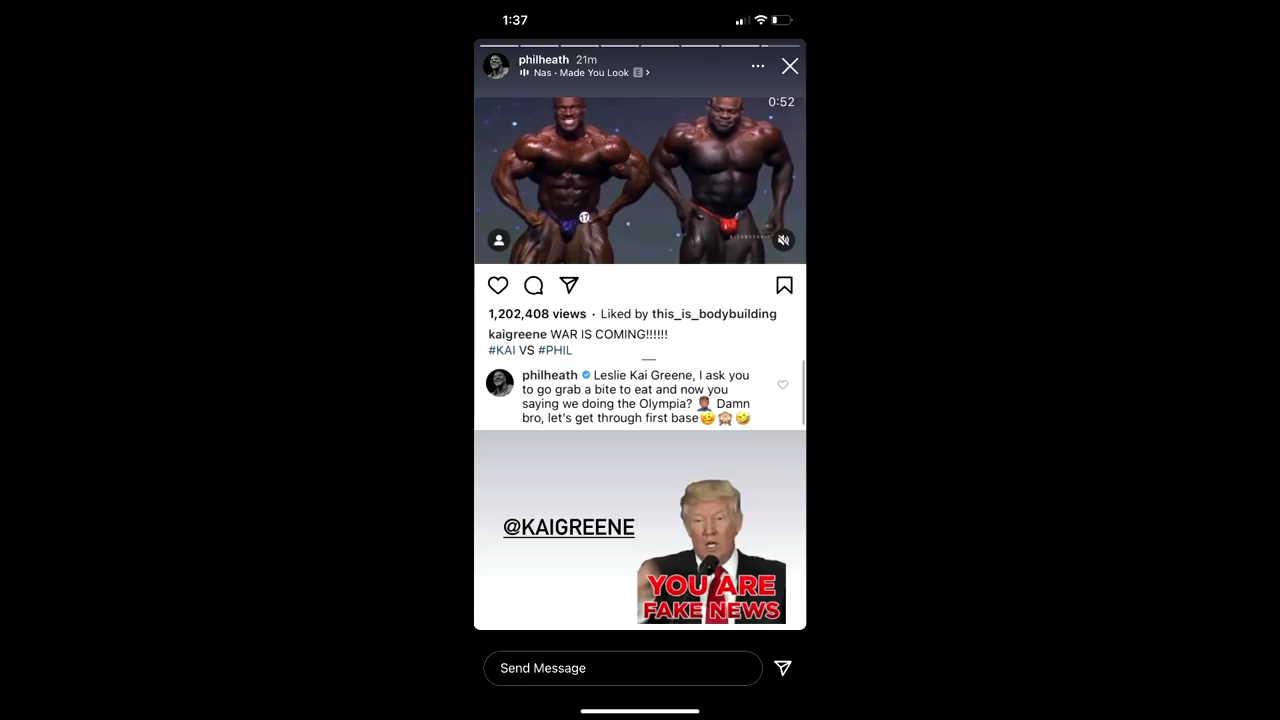 1:37
philheath 21m
Nas · Made You Look E >
0:52
17
1,202,408 views · Liked by this_is_bodybuilding
kaigreene WAR IS COMING!!!!!!
#KAI VS #PHIL
philheath Leslie Kai Greene, I ask you
to go grab a bite to eat and now you
saying we doing the Olympia? 🤦🏾‍♂️ Damn
bro, let's get through first base🥴🙈🤣
@KAIGREENE
YOU ARE
FAKE NEWS
Send Message